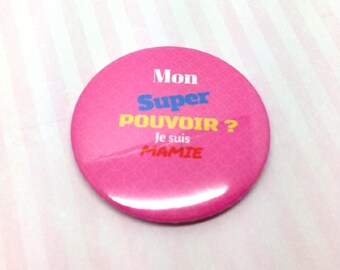 Mon
Super
POUVOIR ?
Je suis
MAMIE